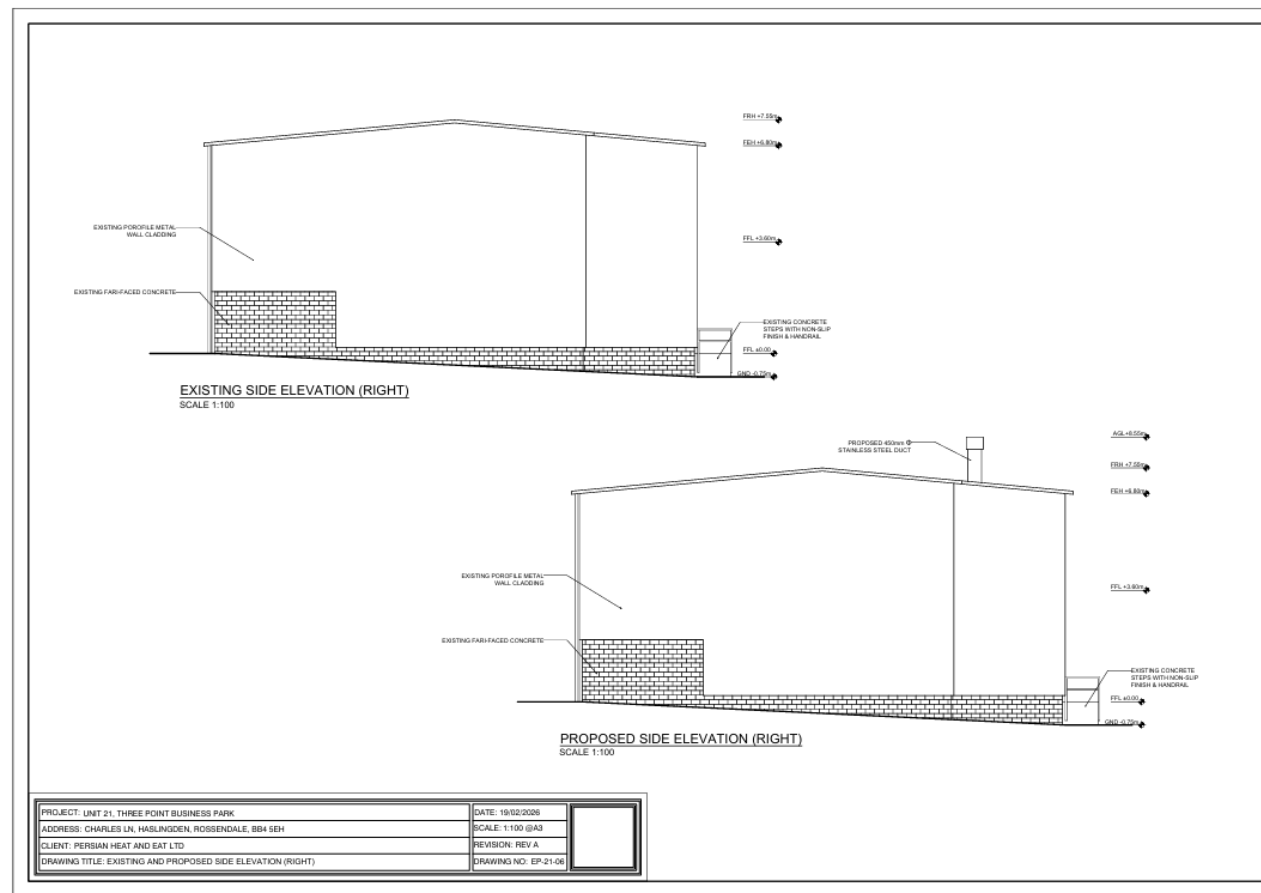 FRH +7.55m
FEH +6.80m
EXISTING POROFILE METAL
WALL CLADDING
FFL +3.60m
EXISTING FARI-FACED CONCRETE
EXISTING CONCRETE
STEPS WITH NON-SLIP
FINISH & HANDRAIL
FFL ±0.00
GND -0.75m
EXISTING SIDE ELEVATION (RIGHT)
SCALE 1:100
AGL+8.55m
PROPOSED 450mm Ø
STAINLESS STEEL DUCT
FRH +7.55m
FEH +6.80m
EXISTING POROFILE METAL
WALL CLADDING
FFL +3.60m
EXISTING FARI-FACED CONCRETE
EXISTING CONCRETE
STEPS WITH NON-SLIP
FINISH & HANDRAIL
FFL ±0.00
GND -0.75m
PROPOSED SIDE ELEVATION (RIGHT)
SCALE 1:100
PROJECT: UNIT 21, THREE POINT BUSINESS PARK
DATE: 19/02/2026
ADDRESS: CHARLES LN, HASLINGDEN, ROSSENDALE, BB4 5EH
SCALE: 1:100 @A3
CLIENT: PERSIAN HEAT AND EAT LTD
REVISION: REV A
DRAWING TITLE: EXISTING AND PROPOSED SIDE ELEVATION (RIGHT)
DRAWING NO: EP-21-06